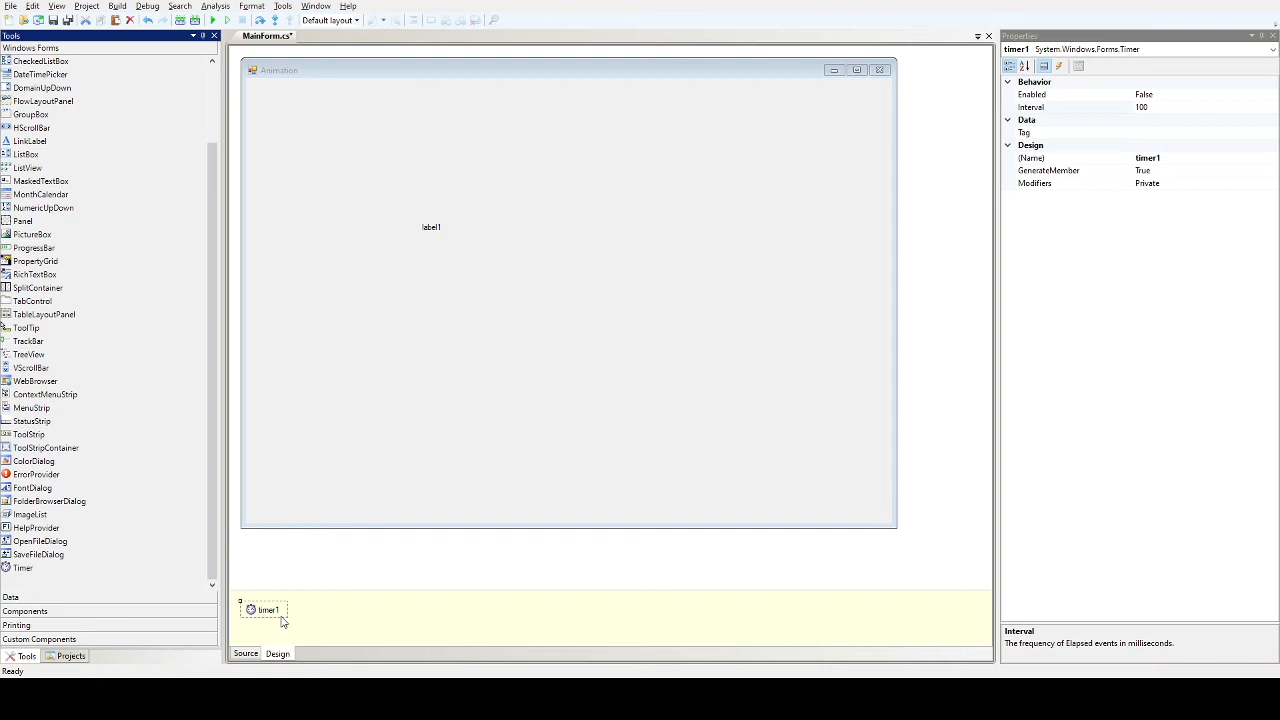 File Edit View Project Build Debug Search Analysis Format Tools Window Help
Default layout
Tools
Windows Forms
CheckedListBox
DateTimePicker
DomainUpDown
FlowLayoutPanel
GroupBox
HScrollBar
LinkLabel
ListBox
ListView
MaskedTextBox
MonthCalendar
NumericUpDown
Panel
PictureBox
ProgressBar
PropertyGrid
RichTextBox
SplitContainer
TabControl
TableLayoutPanel
ToolTip
TrackBar
TreeView
VScrollBar
WebBrowser
ContextMenuStrip
MenuStrip
StatusStrip
ToolStrip
ToolStripContainer
ColorDialog
ErrorProvider
FontDialog
FolderBrowserDialog
ImageList
HelpProvider
OpenFileDialog
SaveFileDialog
Timer
Data
Components
Printing
Custom Components
Tools Projects
Ready
MainForm.cs*
Animation
label1
timer1
Source Design
Properties
timer1 System.Windows.Forms.Timer
Behavior
Enabled False
Interval 100
Data
Tag
Design
(Name) timer1
GenerateMember True
Modifiers Private
Interval
The frequency of Elapsed events in milliseconds.